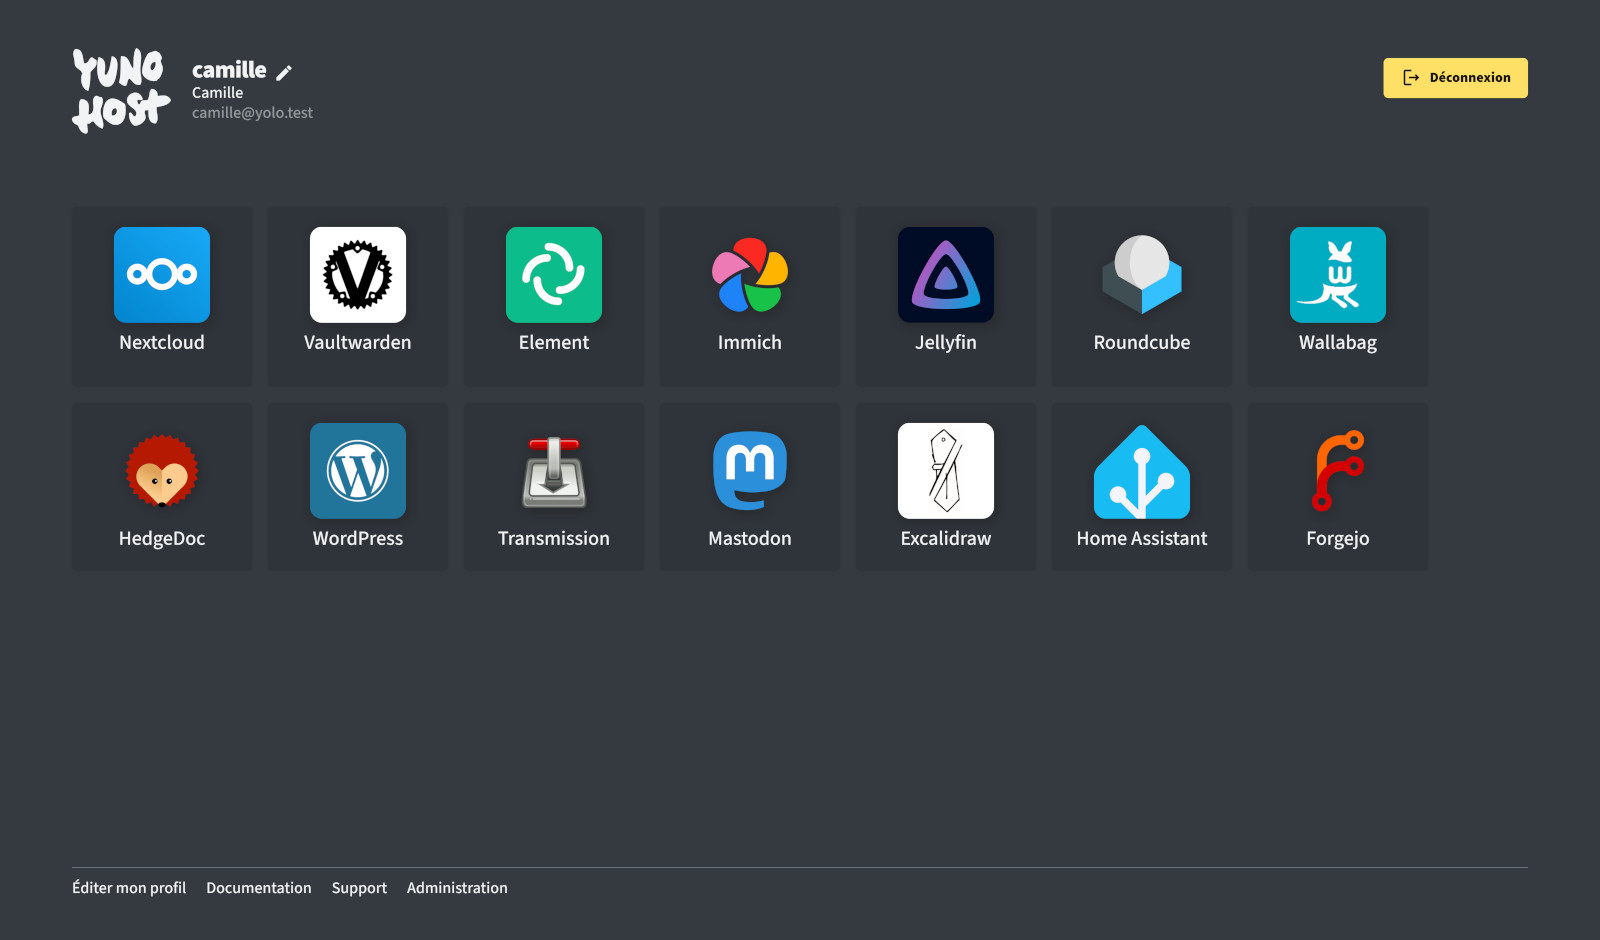 YUNO
HOST
camille
Camille
camille@yolo.test
Déconnexion
Nextcloud
Vaultwarden
Element
Immich
Jellyfin
Roundcube
Wallabag
HedgeDoc
WordPress
Transmission
Mastodon
Excalidraw
Home Assistant
Forgejo
Éditer mon profil
Documentation
Support
Administration